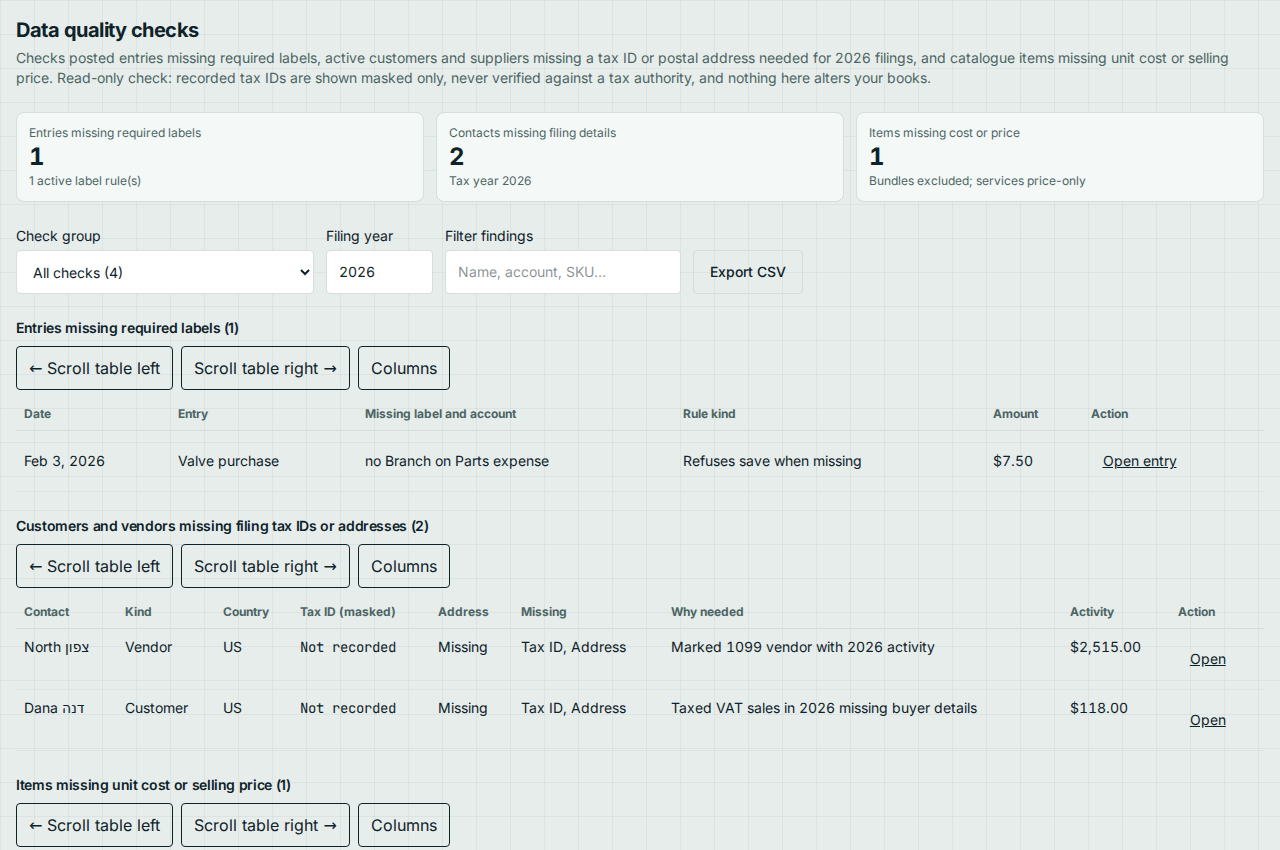 Data quality checks
Checks posted entries missing required labels, active customers and suppliers missing a tax ID or postal address needed for 2026 filings, and catalogue items missing unit cost or selling
price. Read-only check: recorded tax IDs are shown masked only, never verified against a tax authority, and nothing here alters your books.
Entries missing required labels
1
1 active label rule(s)
Contacts missing filing details
2
Tax year 2026
Items missing cost or price
1
Bundles excluded; services price-only
Check group
All checks (4)
Filing year
2026
Filter findings
Name, account, SKU...
Export CSV
Entries missing required labels (1)
← Scroll table left Scroll table right → Columns
Date Entry Missing label and account Rule kind Amount Action
Feb 3, 2026 Valve purchase no Branch on Parts expense Refuses save when missing $7.50 Open entry
Customers and vendors missing filing tax IDs or addresses (2)
← Scroll table left Scroll table right → Columns
Contact Kind Country Tax ID (masked) Address Missing Why needed Activity Action
North צפון Vendor US Not recorded Missing Tax ID, Address Marked 1099 vendor with 2026 activity $2,515.00 Open
Dana דנה Customer US Not recorded Missing Tax ID, Address Taxed VAT sales in 2026 missing buyer details $118.00 Open
Items missing unit cost or selling price (1)
← Scroll table left Scroll table right → Columns